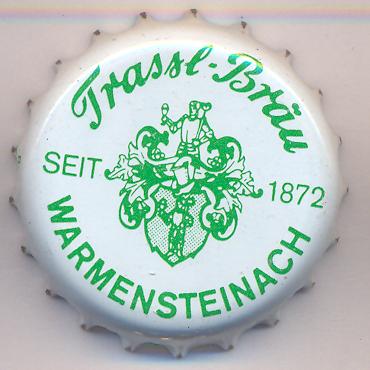 Trassl-Bräu
SEIT 1872
WARMENSTEINACH